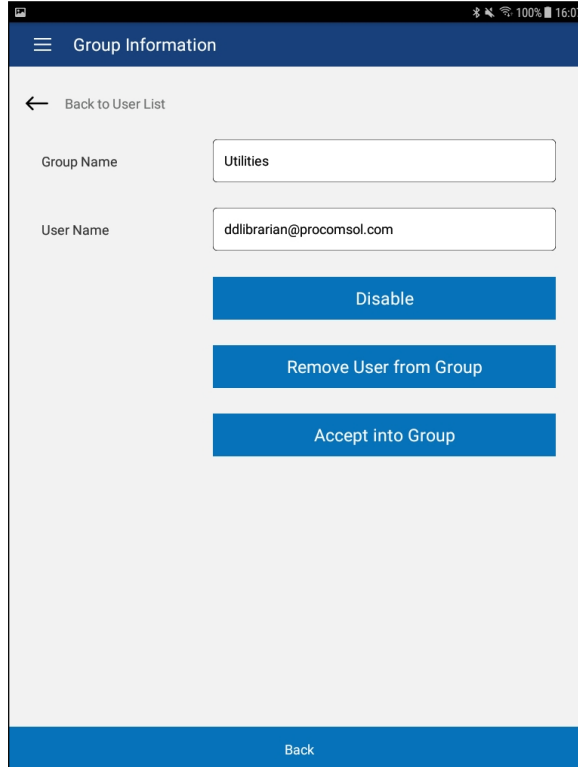 100% 16:07
Group Information
Back to User List
Group Name
Utilities
User Name
ddlibrarian@procomsol.com
Disable
Remove User from Group
Accept into Group
Back